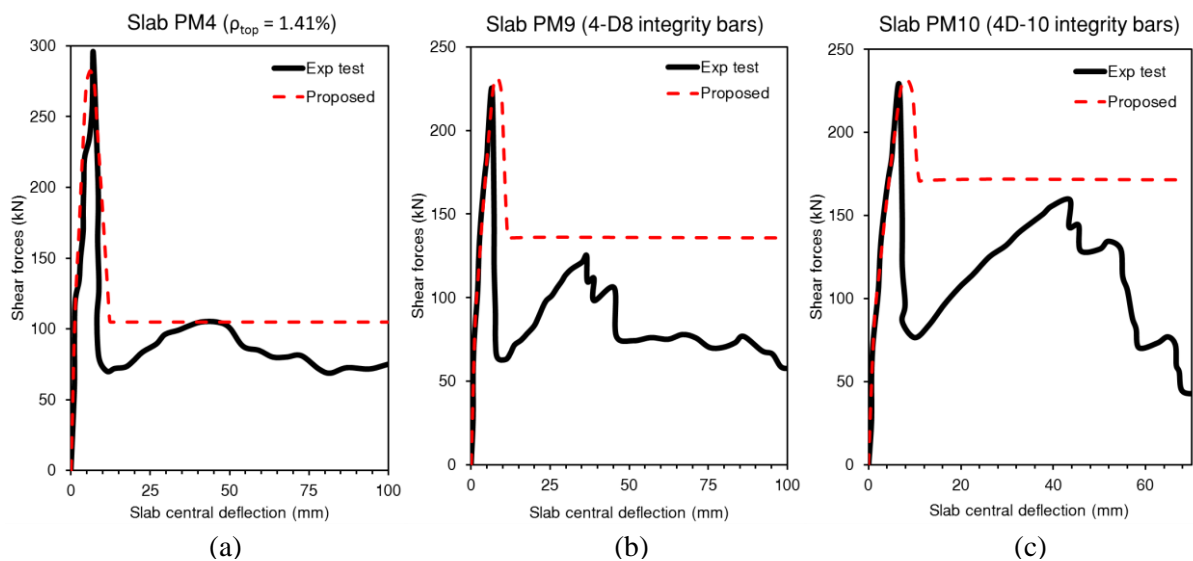 Slab PM4 (ρtop = 1.41%)
300
250
200
150
100
50
0
Shear forces (kN)
Exp test
Proposed
0 25 50 75 100
Slab central deflection (mm)
(a)
Slab PM9 (4-D8 integrity bars)
250
200
150
100
50
0
Shear forces (kN)
Exp test
Proposed
0 25 50 75 100
Slab central deflection (mm)
(b)
Slab PM10 (4D-10 integrity bars)
250
200
150
100
50
0
Shear forces (kN)
Exp test
Proposed
0 20 40 60
Slab central deflection (mm)
(c)